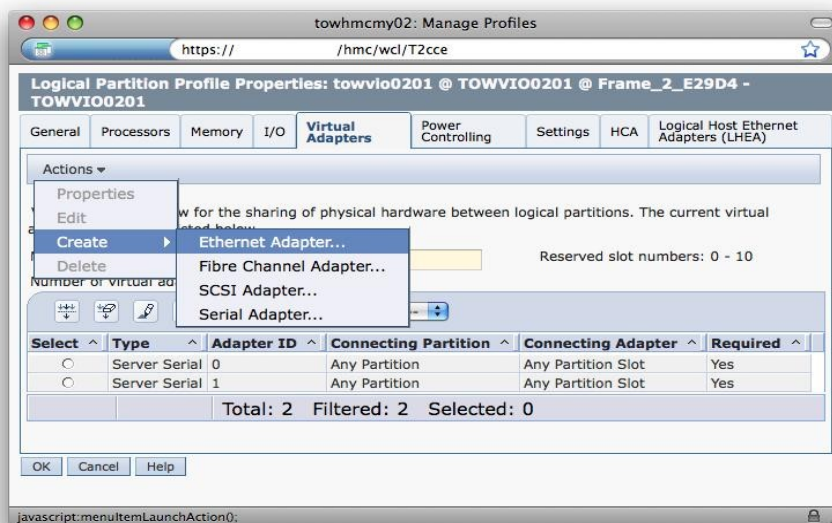 towhmcmy02: Manage Profiles
https:// /hmc/wcl/T2cce
Logical Partition Profile Properties: towvio0201 @ TOWVIO0201 @ Frame_2_E29D4 -
TOWVIO0201
General Processors Memory I/O Virtual Adapters Power Controlling Settings HCA Logical Host Ethernet Adapters (LHEA)
Actions
Properties
Edit
Create
Delete
Ethernet Adapter...
Fibre Channel Adapter...
SCSI Adapter...
Serial Adapter...
w for the sharing of physical hardware between logical partitions. The current virtual
Reserved slot numbers: 0 - 10
Number of virtual ad
Select Type Adapter ID Connecting Partition Connecting Adapter Required
Server Serial 0 Any Partition Any Partition Slot Yes
Server Serial 1 Any Partition Any Partition Slot Yes
Total: 2 Filtered: 2 Selected: 0
OK Cancel Help
javascript:menuItemLaunchAction();